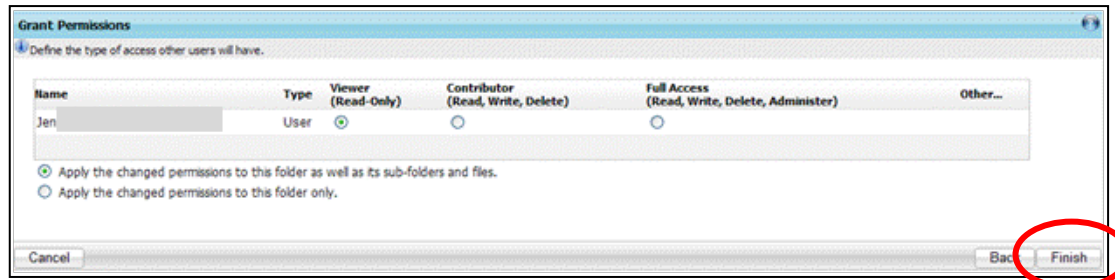 Grant Permissions
Define the type of access other users will have.
Name Type Viewer (Read-Only) Contributor (Read, Write, Delete) Full Access (Read, Write, Delete, Administer) Other...
Jen User
Apply the changed permissions to this folder as well as its sub-folders and files.
Apply the changed permissions to this folder only.
Cancel Back Finish